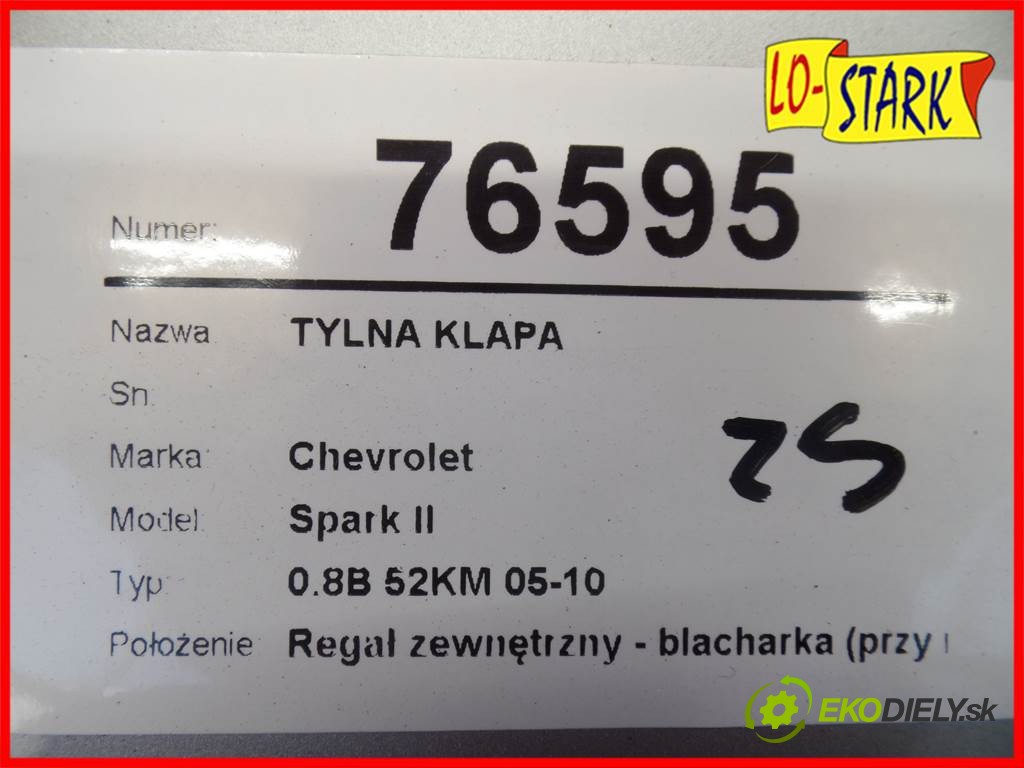 LO-STARK
Numer: 76595
Nazwa TYLNA KLAPA
Sn:
Marka: Chevrolet
Model: Spark II
Typ: 0.8B 52KM 05-10
Położenie: Regał zewnętrzny - blacharka (przy
EKODIELY.sk